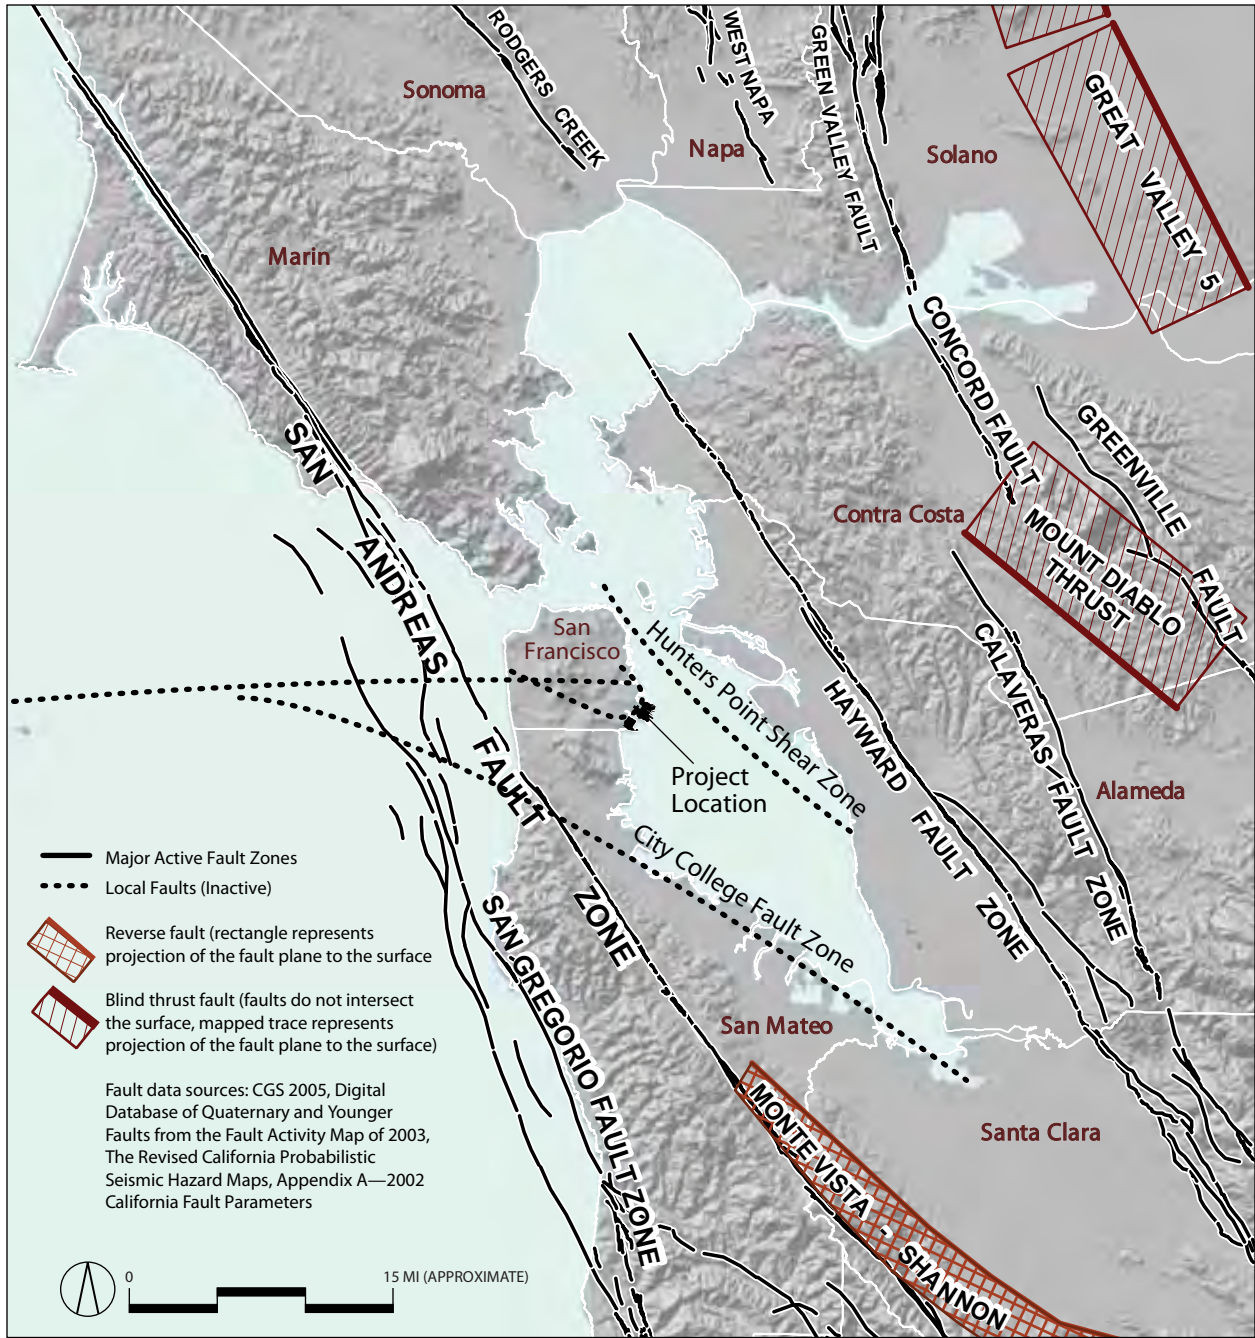 RODGERS CREEK
WEST NAPA
GREEN VALLEY FAULT
GREAT VALLEY 5
Sonoma
Napa
Solano
Marin
CONCORD FAULT
GREENVILLE FAULT
SAN ANDREAS FAULT ZONE
Contra Costa
MOUNT DIABLO
THRUST
San
Francisco
Hunters Point Shear Zone
CALAVERAS FAULT ZONE
HAYWARD FAULT ZONE
Project
Location
Alameda
City College Fault Zone
SAN GREGORIO FAULT ZONE
San Mateo
MONTE VISTA - SHANNON
Santa Clara
Major Active Fault Zones
Local Faults (Inactive)
Reverse fault (rectangle represents
projection of the fault plane to the surface
Blind thrust fault (faults do not intersect
the surface, mapped trace represents
projection of the fault plane to the surface)
Fault data sources: CGS 2005, Digital
Database of Quaternary and Younger
Faults from the Fault Activity Map of 2003,
The Revised California Probabilistic
Seismic Hazard Maps, Appendix A—2002
California Fault Parameters
0 15 MI (APPROXIMATE)